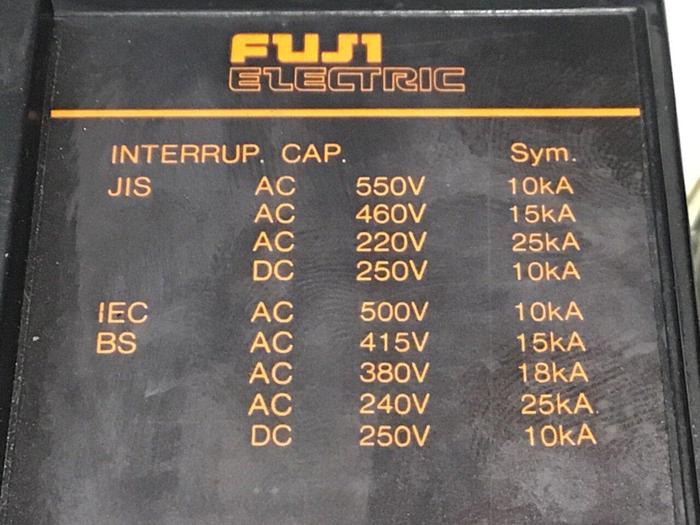 FUJI
ELECTRIC
INTERRUP. CAP. Sym.
JIS AC 550V 10kA
AC 460V 15kA
AC 220V 25kA
DC 250V 10kA
IEC AC 500V 10kA
BS AC 415V 15kA
AC 380V 18kA
AC 240V 25kA
DC 250V 10kA